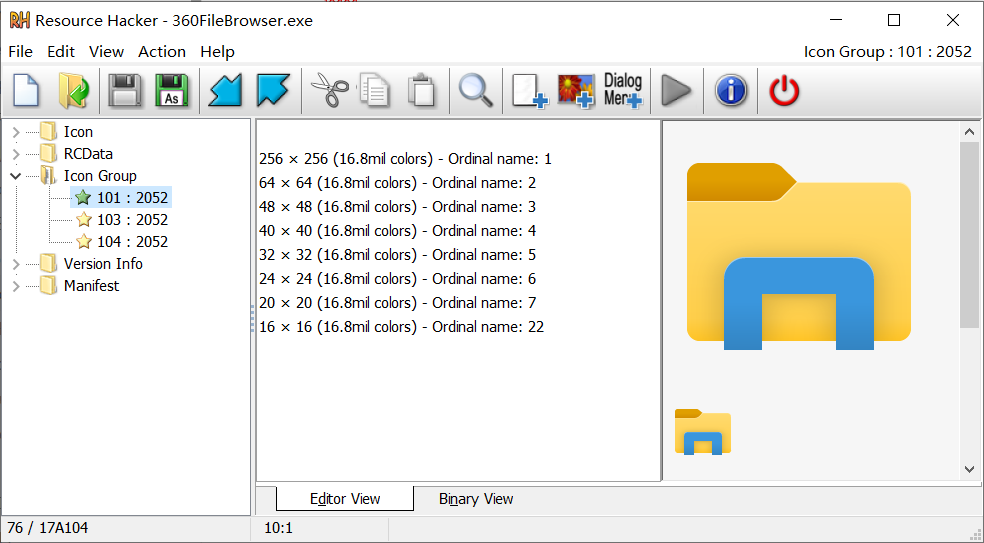 Resource Hacker - 360FileBrowser.exe
File Edit View Action Help
Icon Group : 101 : 2052
As
Dialog
Men
Icon
RCData
Icon Group
101 : 2052
103 : 2052
104 : 2052
Version Info
Manifest
256 × 256 (16.8mil colors) - Ordinal name: 1
64 × 64 (16.8mil colors) - Ordinal name: 2
48 × 48 (16.8mil colors) - Ordinal name: 3
40 × 40 (16.8mil colors) - Ordinal name: 4
32 × 32 (16.8mil colors) - Ordinal name: 5
24 × 24 (16.8mil colors) - Ordinal name: 6
20 × 20 (16.8mil colors) - Ordinal name: 7
16 × 16 (16.8mil colors) - Ordinal name: 22
Editor View
Binary View
76 / 17A104
10:1